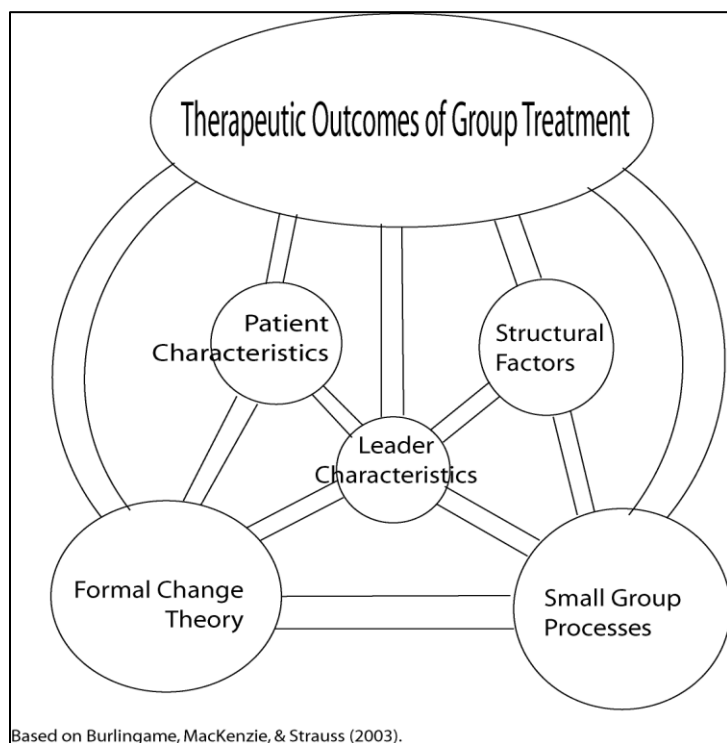 Therapeutic Outcomes of Group Treatment
Patient
Characteristics
Structural
Factors
Leader
Characteristics
Formal Change
Theory
Small Group
Processes
Based on Burlingame, MacKenzie, & Strauss (2003).